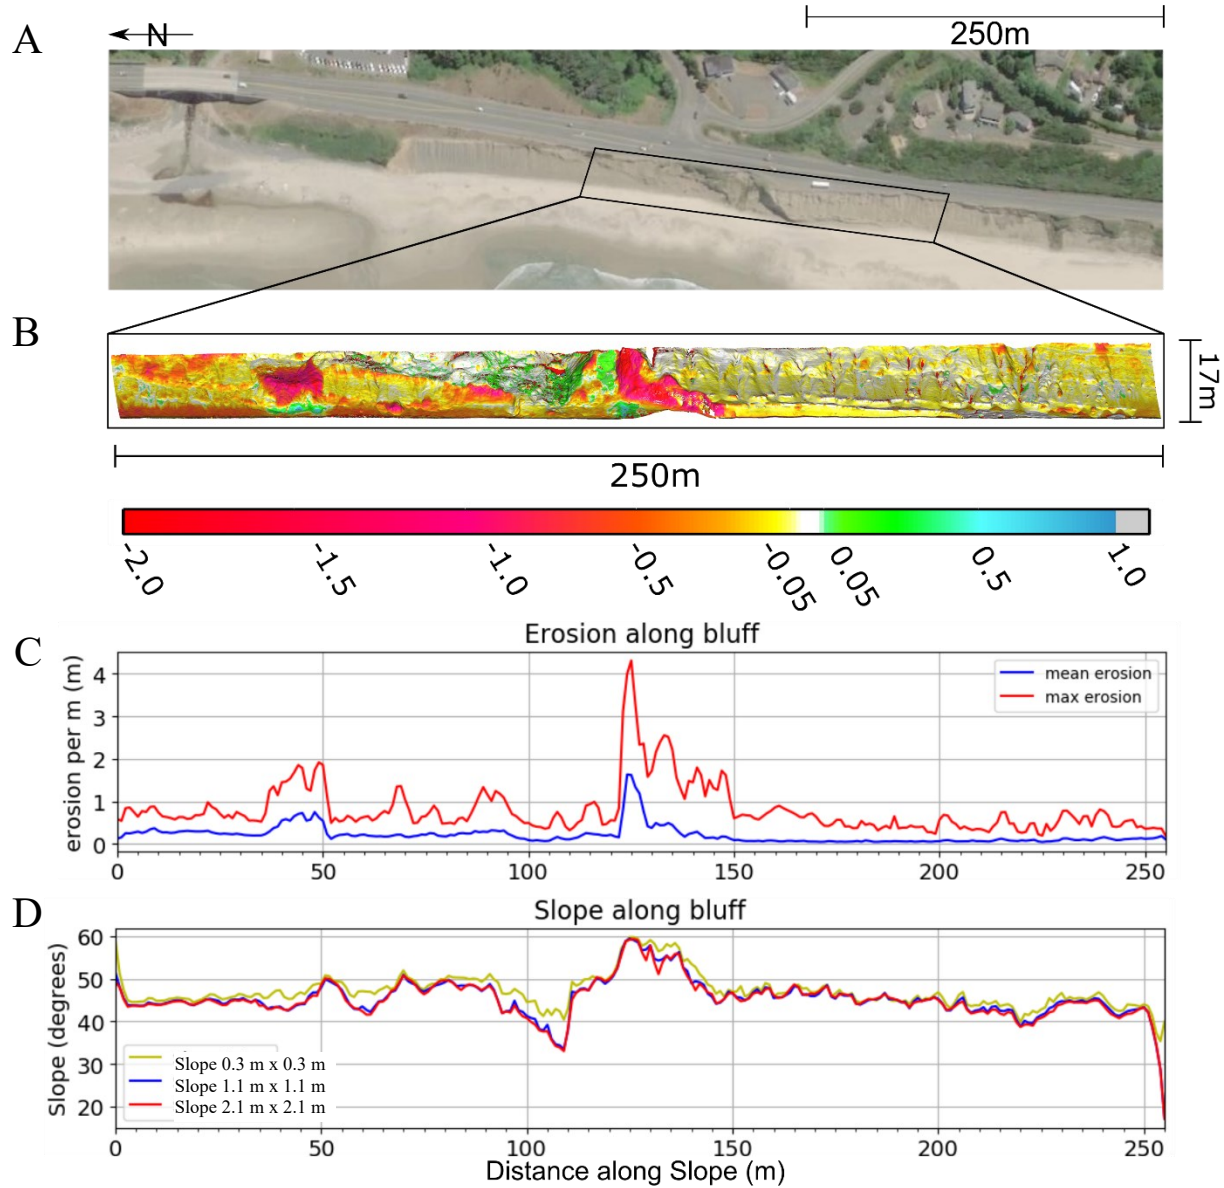 A
N
250m
B
17m
250m
-2.0 -1.5 -1.0 -0.5 -0.05 0.05 0.5 1.0
C
Erosion along bluff
erosion per m (m)
4
3
2
1
0
mean erosion
max erosion
0 50 100 150 200 250
D
Slope along bluff
Slope (degrees)
60
50
40
30
20
Slope 0.3 m x 0.3 m
Slope 1.1 m x 1.1 m
Slope 2.1 m x 2.1 m
0 50 100 150 200 250
Distance along Slope (m)